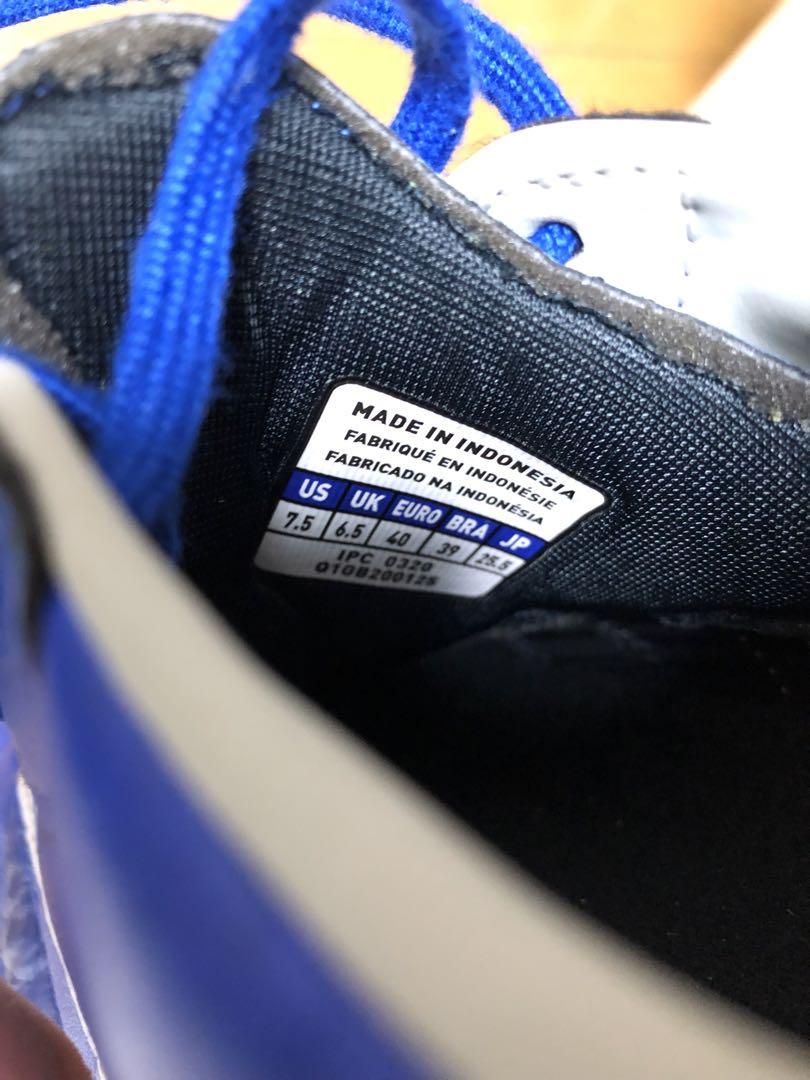 MADE IN INDONESIA
FABRIQUÉ EN INDONÉSIE
FABRICADO NA INDONÉSIA
US UK EURO BRA JP
7.5 6.5 40 39 25.5
IPC 0320
Q10B200125